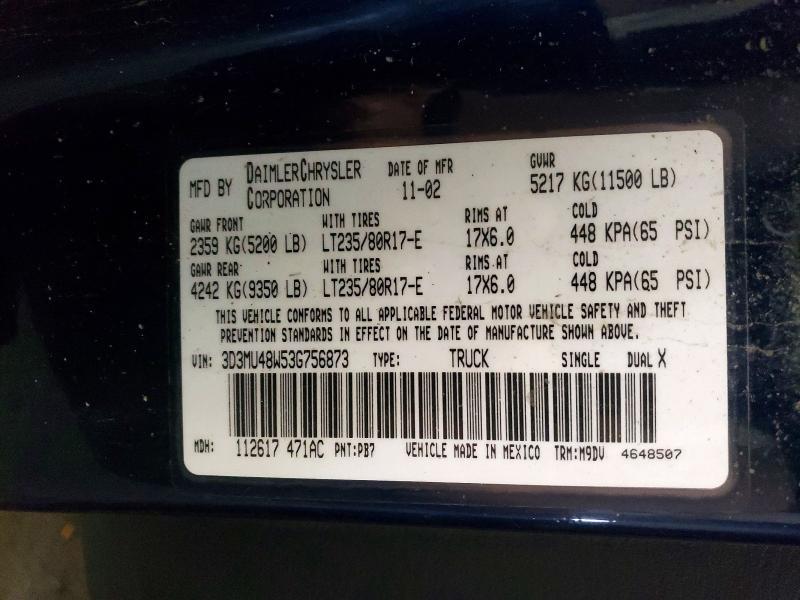 MFD BY DAIMLERCHRYSLER CORPORATION DATE OF MFR 11-02 GVWR 5217 KG(11500 LB)
GAWR FRONT WITH TIRES RIMS AT COLD
2359 KG(5200 LB) LT235/80R17-E 17X6.0 448 KPA(65 PSI)
GAWR REAR WITH TIRES RIMS AT COLD
4242 KG(9350 LB) LT235/80R17-E 17X6.0 448 KPA(65 PSI)
THIS VEHICLE CONFORMS TO ALL APPLICABLE FEDERAL MOTOR VEHICLE SAFETY AND THEFT
PREVENTION STANDARDS IN EFFECT ON THE DATE OF MANUFACTURE SHOWN ABOVE.
VIN: 3D3MU48W53G756873 TYPE: TRUCK SINGLE DUAL X
MDH: 112617 471AC PNT:PB7 VEHICLE MADE IN MEXICO TRM:M9DV 4648507